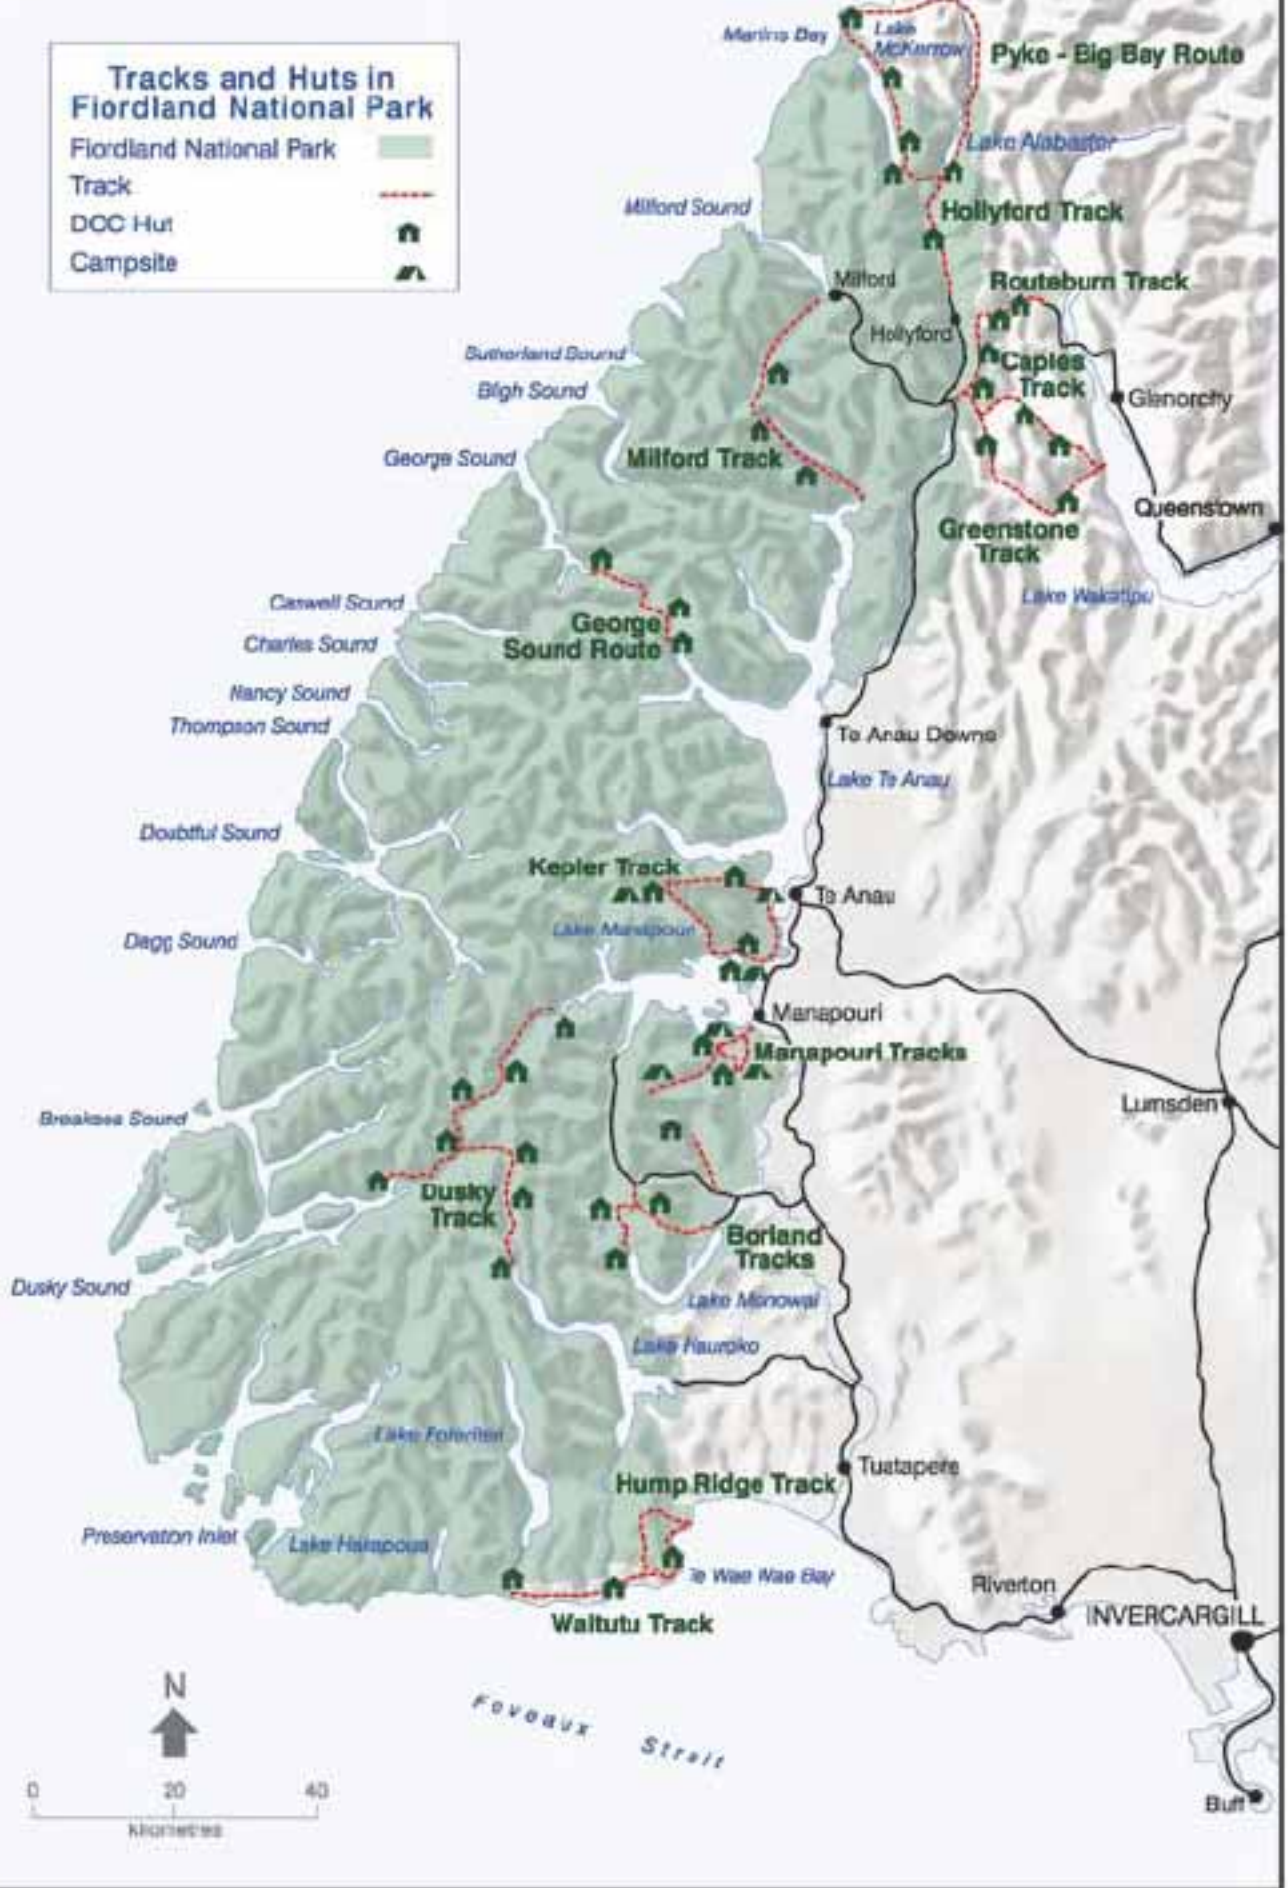 Tracks and Huts in
Fiordland National Park
Fiordland National Park
Track
DOC Hut
Campsite
Martins Bay
Lake
McKerrow
Pyke - Big Bay Route
Lake Alabaster
Milford Sound
Hollyford Track
Milford
Routeburn Track
Hollyford
Sutherland Sound
Caples
Track
Bligh Sound
Glenorchy
George Sound
Milford Track
Queenstown
Greenstone
Track
Lake Wakatipu
Caswell Sound
George
Sound Route
Charles Sound
Nancy Sound
Thompson Sound
Te Anau Downs
Lake Te Anau
Doubtful Sound
Kepler Track
Te Anau
Lake Manapouri
Dagg Sound
Manapouri
Manapouri Tracks
Lumsden
Breaksea Sound
Dusky
Track
Borland
Tracks
Dusky Sound
Lake Monowai
Lake Hauroko
Lake Poteriteri
Tuatapere
Hump Ridge Track
Preservation Inlet
Lake Hakapoua
Te Wae Wae Bay
Riverton
INVERCARGILL
Waitutu Track
N
Foveaux Strait
0 20 40
kilometres
Bluff